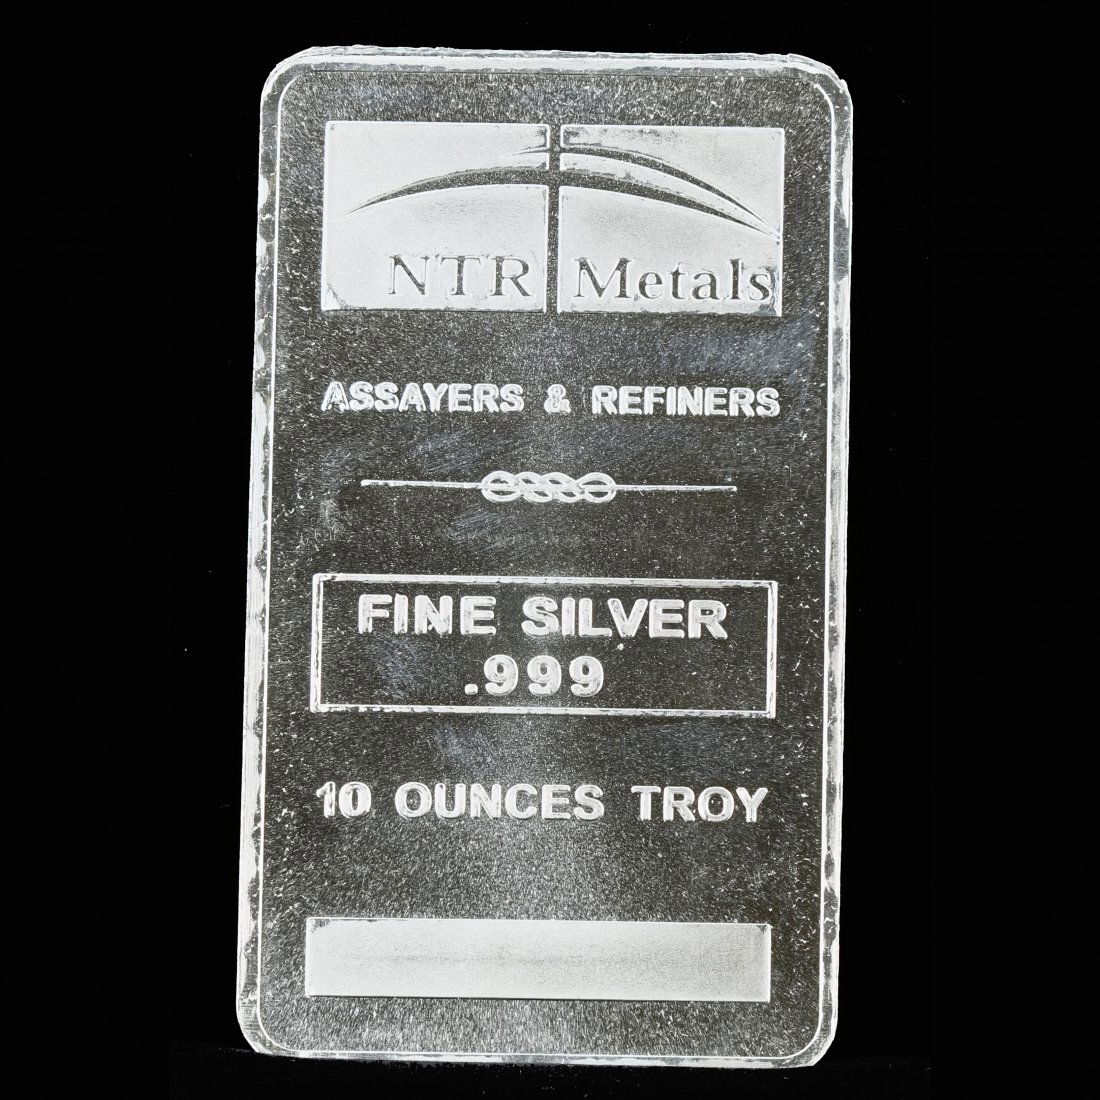 NTR Metals
ASSAYERS & REFINERS
FINE SILVER
.999
10 OUNCES TROY